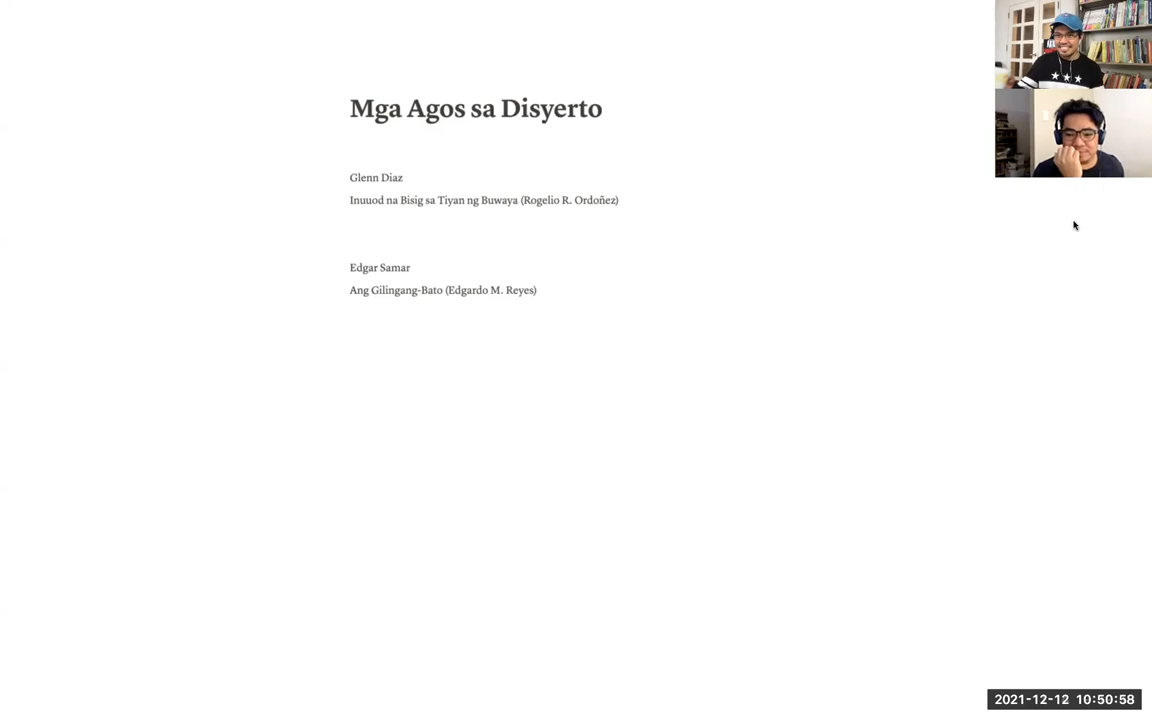 Mga Agos sa Disyerto
Glenn Diaz
Inuuod na Bisig sa Tiyan ng Buwaya (Rogelio R. Ordoñez)
Edgar Samar
Ang Gilingang-Bato (Edgardo M. Reyes)
2021-12-12 10:50:58